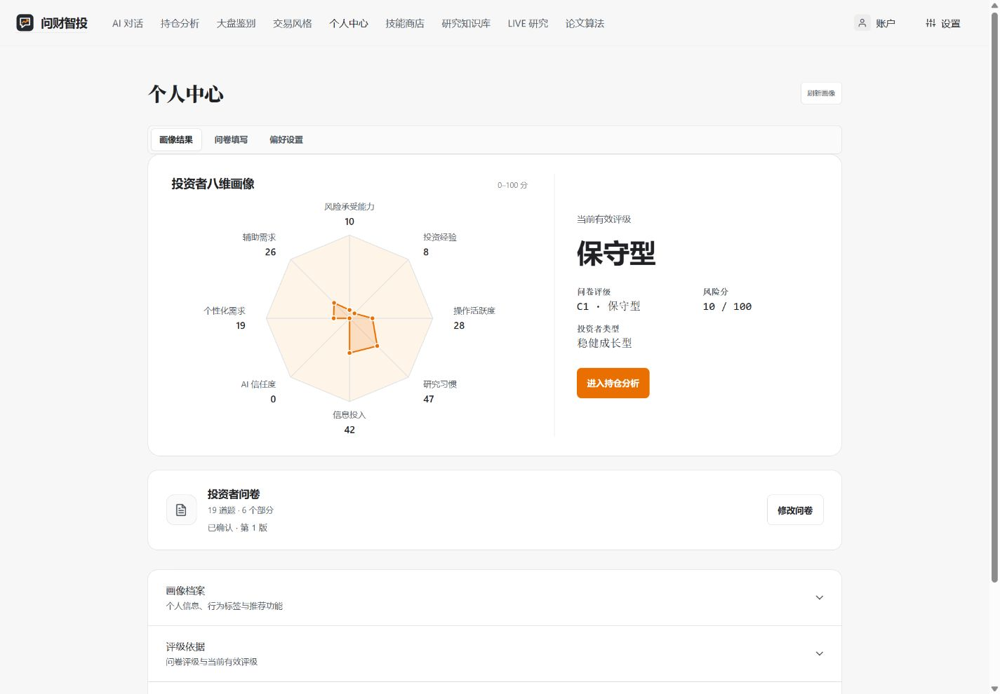 问财智投
AI 对话
持仓分析
大盘鉴别
交易风格
个人中心
技能商店
研究知识库
LIVE 研究
论文算法
账户
设置
个人中心
刷新画像
画像结果
问卷填写
偏好设置
投资者八维画像
0–100 分
风险承受能力
10
辅助需求
26
投资经验
8
个性化需求
19
操作活跃度
28
AI 信任度
0
研究习惯
47
信息投入
42
当前有效评级
保守型
问卷评级
C1 · 保守型
风险分
10 / 100
投资者类型
稳健成长型
进入持仓分析
投资者问卷
19 道题 · 6 个部分
已确认 · 第 1 版
修改问卷
画像档案
个人信息、行为标签与推荐功能
评级依据
问卷评级与当前有效评级